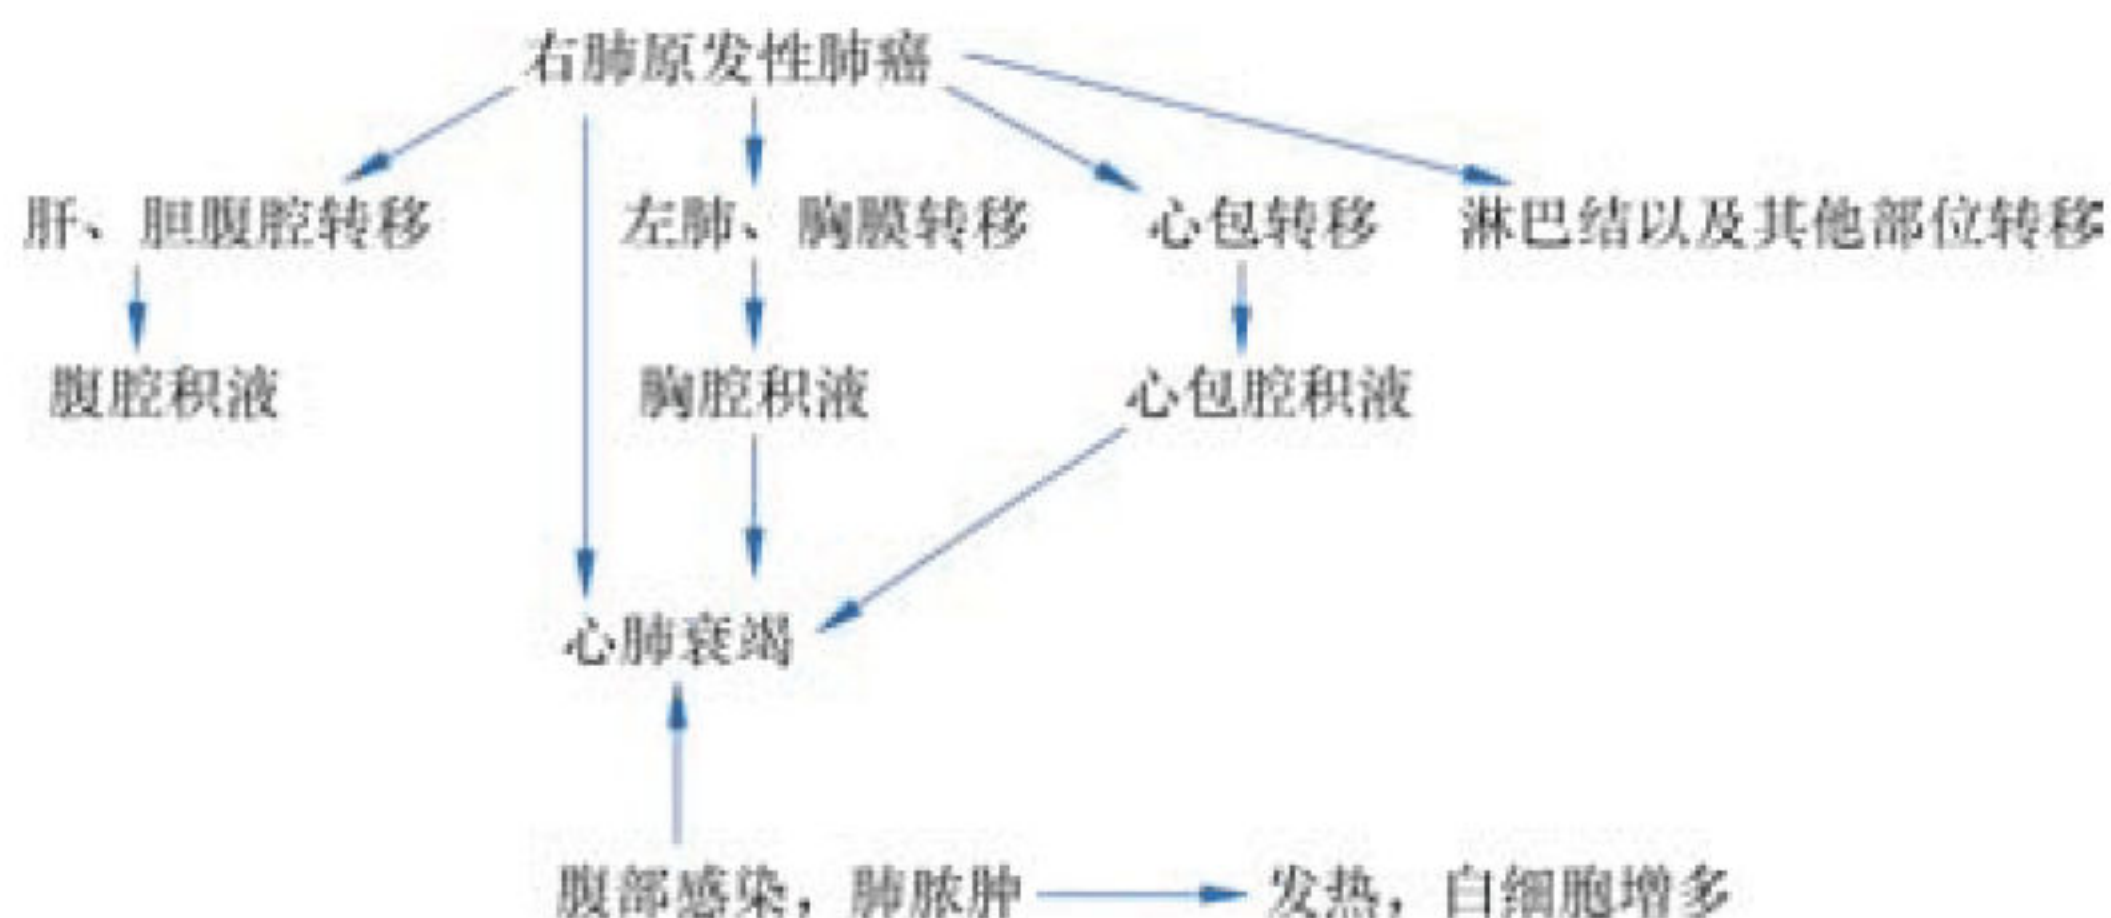 右肺原发性肺癌
肝、胆腹腔转移 左肺、胸膜转移 心包转移 淋巴结以及其他部位转移
腹腔积液 胸腔积液 心包腔积液
心肺衰竭
腹部感染，肺脓肿 发热，白细胞增多